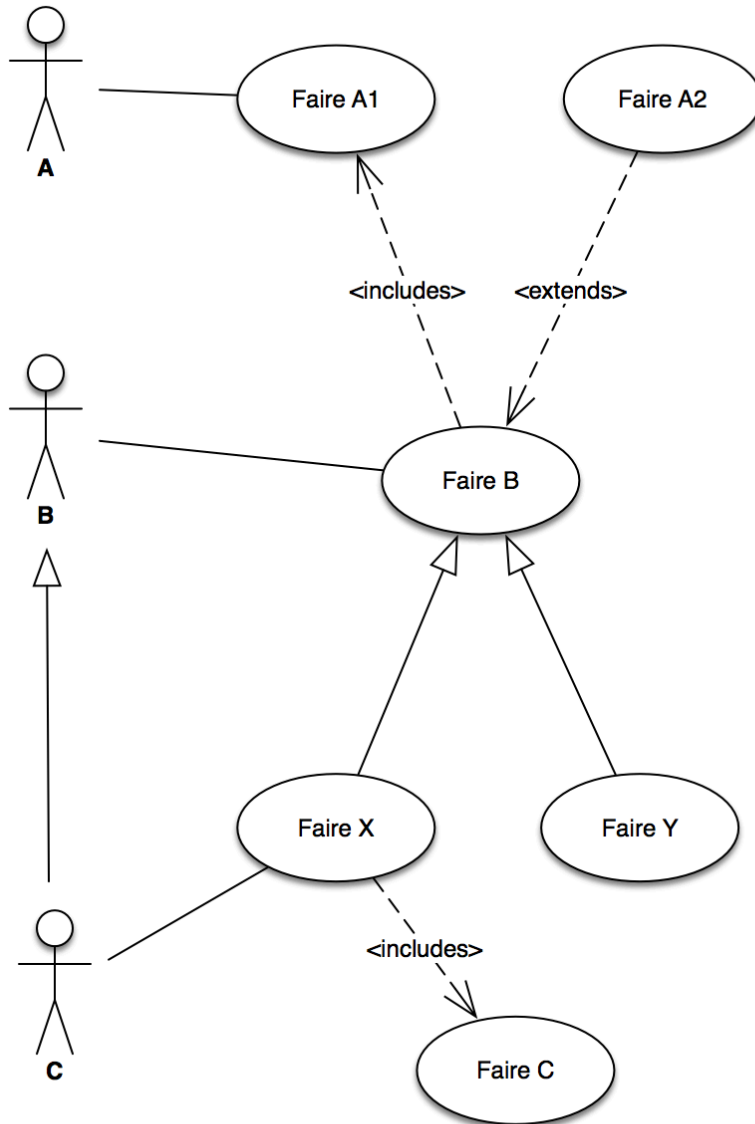 Faire A1
Faire A2
A
<includes>
<extends>
Faire B
B
Faire X
Faire Y
<includes>
C
Faire C